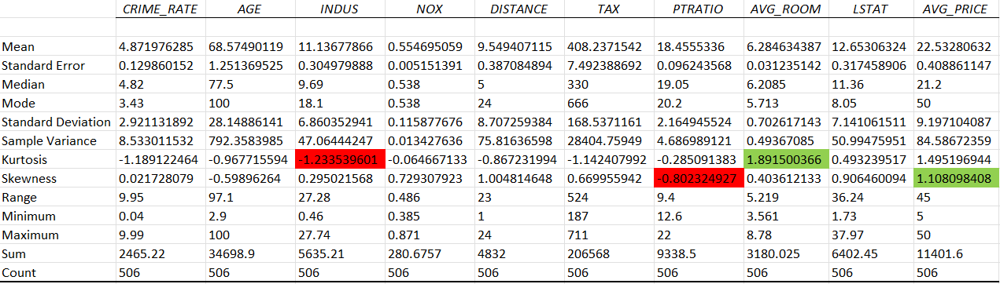 CRIME_RATE AGE INDUS NOX DISTANCE TAX PTRATIO AVG_ROOM LSTAT AVG_PRICE
Mean 4.871976285 68.57490119 11.13677866 0.554695059 9.549407115 408.2371542 18.4555336 6.284634387 12.65306324 22.53280632
Standard Error 0.129860152 1.251369525 0.304979888 0.005151391 0.387084894 7.492388692 0.096243568 0.031235142 0.317458906 0.408861147
Median 4.82 77.5 9.69 0.538 5 330 19.05 6.2085 11.36 21.2
Mode 3.43 100 18.1 0.538 24 666 20.2 5.713 8.05 50
Standard Deviation 2.921131892 28.14886141 6.860352941 0.115877676 8.707259384 168.5371161 2.164945524 0.702617143 7.141061511 9.197104087
Sample Variance 8.533011532 792.3583985 47.06444247 0.013427636 75.81636598 28404.75949 4.686989121 0.49367085 50.99475951 84.58672359
Kurtosis -1.189122464 -0.967715594 -1.233539601 -0.064667133 -0.867231994 -1.142407992 -0.285091383 1.891500366 0.493239517 1.495196944
Skewness 0.021728079 -0.59896264 0.295021568 0.729307923 1.004814648 0.669955942 -0.802324927 0.403612133 0.906460094 1.108098408
Range 9.95 97.1 27.28 0.486 23 524 9.4 5.219 36.24 45
Minimum 0.04 2.9 0.46 0.385 1 187 12.6 3.561 1.73 5
Maximum 9.99 100 27.74 0.871 24 711 22 8.78 37.97 50
Sum 2465.22 34698.9 5635.21 280.6757 4832 206568 9338.5 3180.025 6402.45 11401.6
Count 506 506 506 506 506 506 506 506 506 506